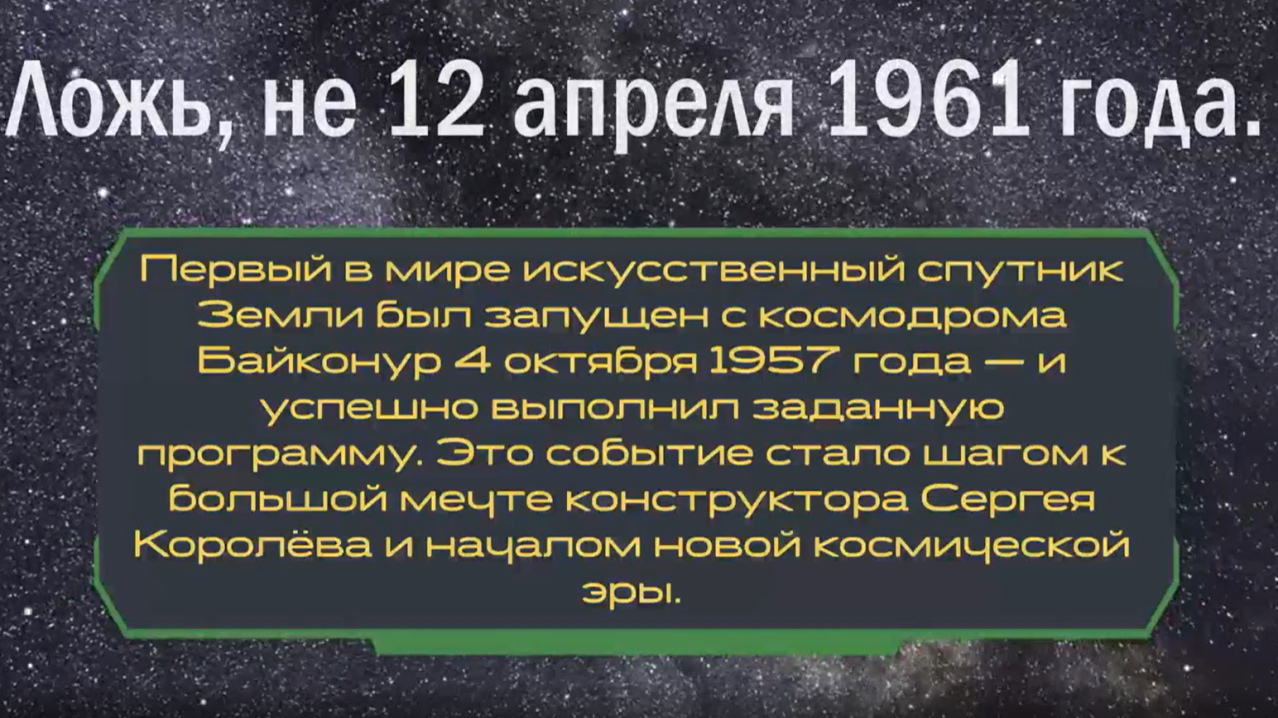 Ложь, не 12 апреля 1961 года.
Первый в мире искусственный спутник
Земли был запущен с космодрома
Байконур 4 октября 1957 года — и
успешно выполнил заданную
программу. Это событие стало шагом к
большой мечте конструктора Сергея
Королёва и началом новой космической
эры.